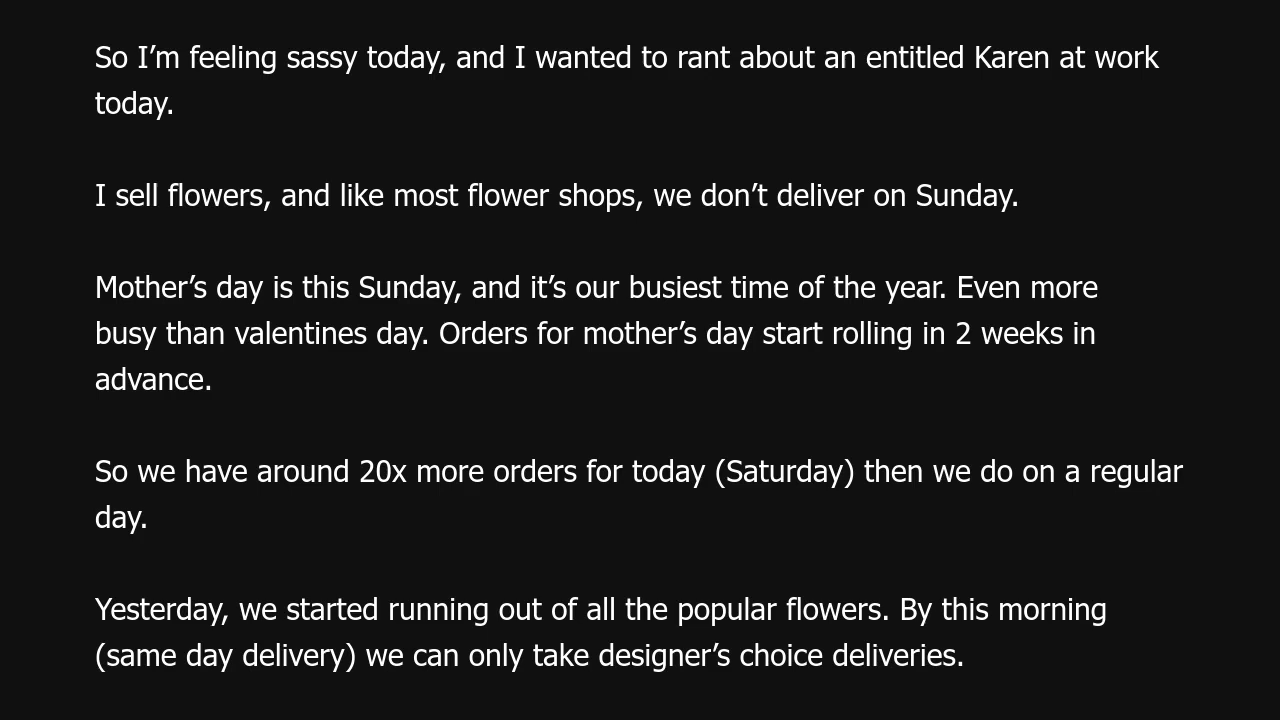 So I’m feeling sassy today, and I wanted to rant about an entitled Karen at work
today.
I sell flowers, and like most flower shops, we don’t deliver on Sunday.
Mother’s day is this Sunday, and it’s our busiest time of the year. Even more
busy than valentines day. Orders for mother’s day start rolling in 2 weeks in
advance.
So we have around 20x more orders for today (Saturday) then we do on a regular
day.
Yesterday, we started running out of all the popular flowers. By this morning
(same day delivery) we can only take designer’s choice deliveries.